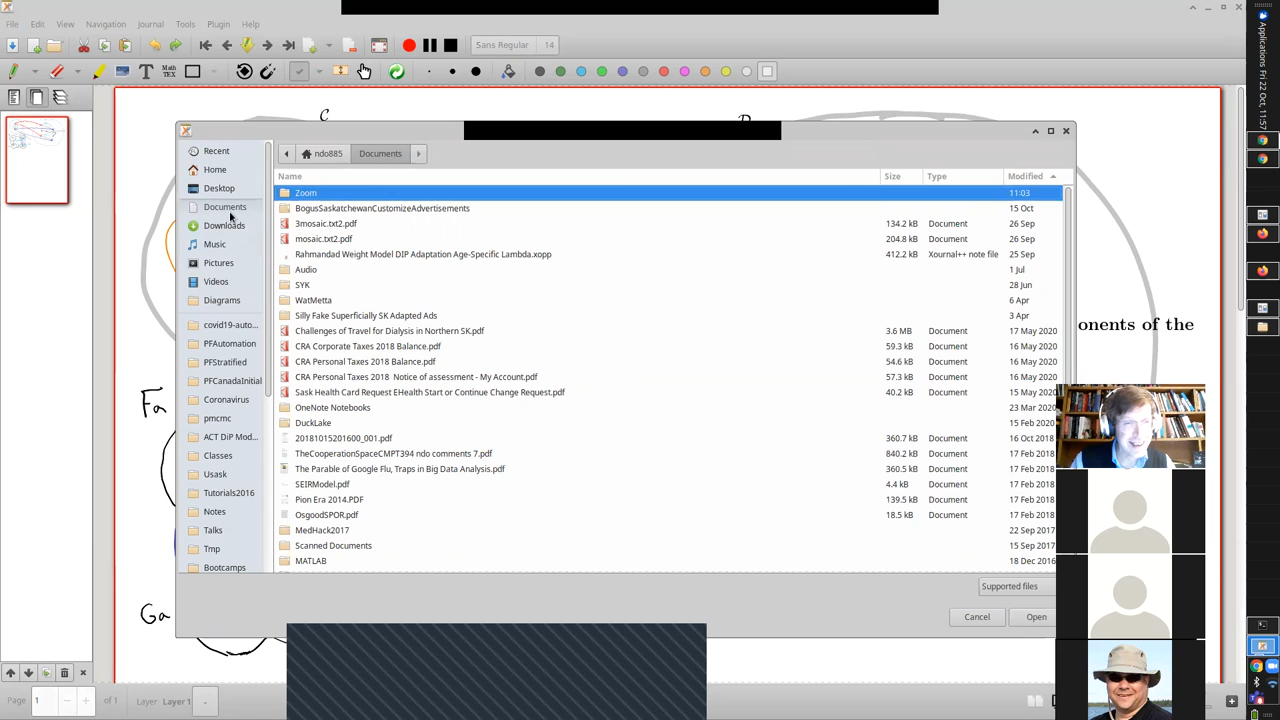 File Edit View Navigation Journal Tools Plugin Help
Sans Regular 14
Math TEX
C
Recent
Home
Desktop
Documents
Downloads
Music
Pictures
Videos
Diagrams
covid19-auto...
PFAutomation
PFStratified
PFCanadaInitial
Coronavirus
pmcmc
ACT DiP Mod...
Classes
Usask
Tutorials2016
Notes
Talks
Tmp
Bootcamps
ndo885 Documents
Name Size Type Modified
Zoom 11:03
BogusSaskatchewanCustomizeAdvertisements 15 Oct
3mosaic.txt2.pdf 134.2 kB Document 26 Sep
mosaic.txt2.pdf 204.8 kB Document 26 Sep
Rahmandad Weight Model DIP Adaptation Age-Specific Lambda.xopp 412.2 kB Xournal++ note file 25 Sep
Audio 1 Jul
SYK 28 Jun
WatMetta 6 Apr
Silly Fake Superficially SK Adapted Ads 3 Apr
Challenges of Travel for Dialysis in Northern SK.pdf 3.6 MB Document 17 May 2020
CRA Corporate Taxes 2018 Balance.pdf 59.3 kB Document 16 May 2020
CRA Personal Taxes 2018 Balance.pdf 54.6 kB Document 16 May 2020
CRA Personal Taxes 2018 Notice of assessment - My Account.pdf 57.3 kB Document 16 May 2020
Sask Health Card Request EHealth Start or Continue Change Request.pdf 40.2 kB Document 15 May 2020
OneNote Notebooks 23 Mar 2020
DuckLake 15 Feb 2020
20181015201600_001.pdf 360.7 kB Document 16 Oct 2018
TheCooperationSpaceCMPT394 ndo comments 7.pdf 840.2 kB Document 17 Feb 2018
The Parable of Google Flu, Traps in Big Data Analysis.pdf 360.5 kB Document 17 Feb 2018
SEIRModel.pdf 4.4 kB Document 17 Feb 2018
Pion Era 2014.PDF 139.5 kB Document 17 Feb 2018
OsgoodSPOR.pdf 18.5 kB Document 17 Feb 2018
MedHack2017 22 Sep 2017
Scanned Documents 15 Sep 2017
MATLAB 18 Dec 2016
Supported files
Cancel Open
onents of the
Fa
Ga
Page 1 of 1 Layer Layer 1
Applications Fri 22 Oct, 11:57